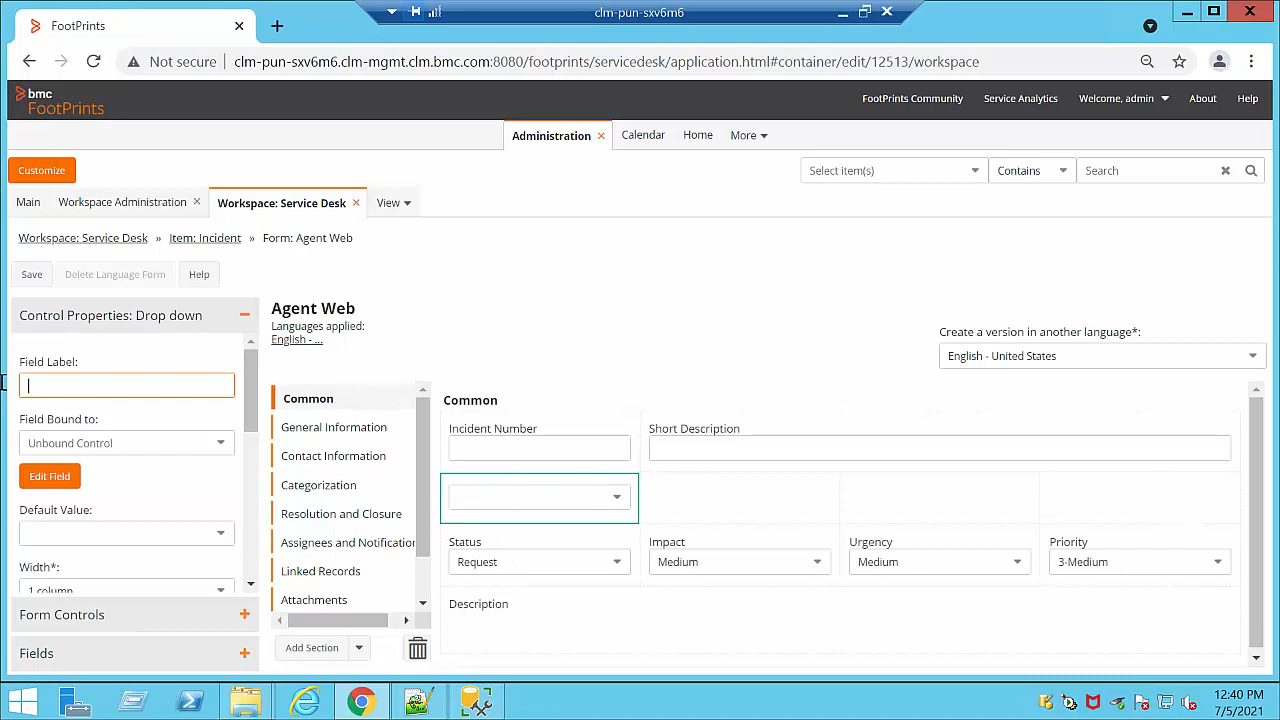 clm-pun-sxv6m6
FootPrints
Not secure
clm-pun-sxv6m6.clm-mgmt.clm.bmc.com:8080/footprints/servicedesk/application.html#container/edit/12513/workspace
bmc
FootPrints
FootPrints Community
Service Analytics
Welcome, admin
About
Help
Administration
Calendar
Home
More
Customize
Select item(s)
Contains
Search
Main
Workspace Administration
Workspace: Service Desk
View
Workspace: Service Desk » Item: Incident » Form: Agent Web
Save
Delete Language Form
Help
Control Properties: Drop down
Field Label:
Field Bound to:
Unbound Control
Edit Field
Default Value:
Width*:
1 column
Form Controls
Fields
Agent Web
Languages applied:
English - ...
Create a version in another language*:
English - United States
Common
General Information
Contact Information
Categorization
Resolution and Closure
Assignees and Notification
Linked Records
Attachments
Add Section
Common
Incident Number
Short Description
Status
Impact
Urgency
Priority
Request
Medium
Medium
3-Medium
Description
12:40 PM
7/5/2021